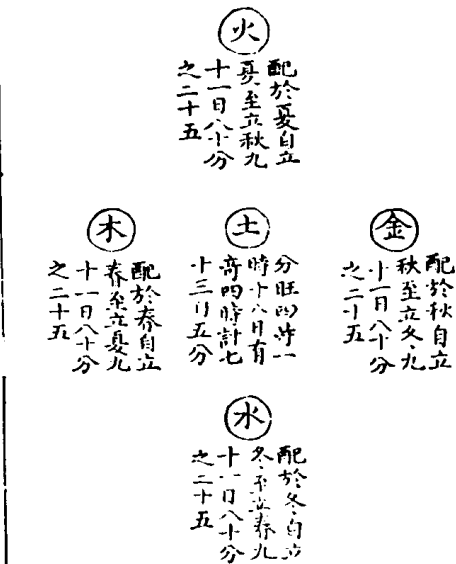 火
配於夏自立
夏至立秋九
十一日八十分
之二十五
金
配於秋自立
秋至立冬九
十一日八十分
之二十五
土
分旺四時一
時十八日有
奇四時計七
十三日五分
木
配於春自立
春至立夏九
十一日八十分
之二十五
水
配於冬自立
冬至立春九
十一日八十分
之二十五